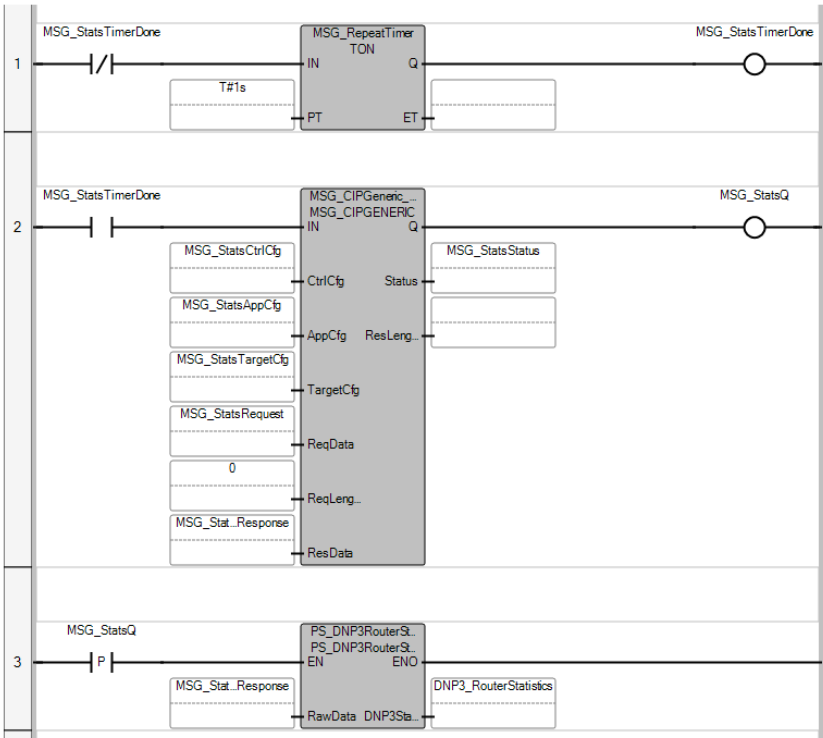 MSG_StatsTimerDone
MSG_RepeatTimer
TON
MSG_StatsTimerDone
1
IN
Q
T#1s
PT
ET
MSG_StatsTimerDone
MSG_CIPGeneric_...
MSG_CIPGENERIC
MSG_StatsQ
2
IN
Q
MSG_StatsCtrlCfg
MSG_StatsStatus
CtrlCfg
Status
MSG_StatsAppCfg
AppCfg
ResLeng...
MSG_StatsTargetCfg
TargetCfg
MSG_StatsRequest
ReqData
0
ReqLeng...
MSG_Stat...Response
ResData
MSG_StatsQ
PS_DNP3RouterSt...
PS_DNP3RouterSt...
3
P
EN
ENO
MSG_Stat...Response
DNP3_RouterStatistics
RawData
DNP3Sta...